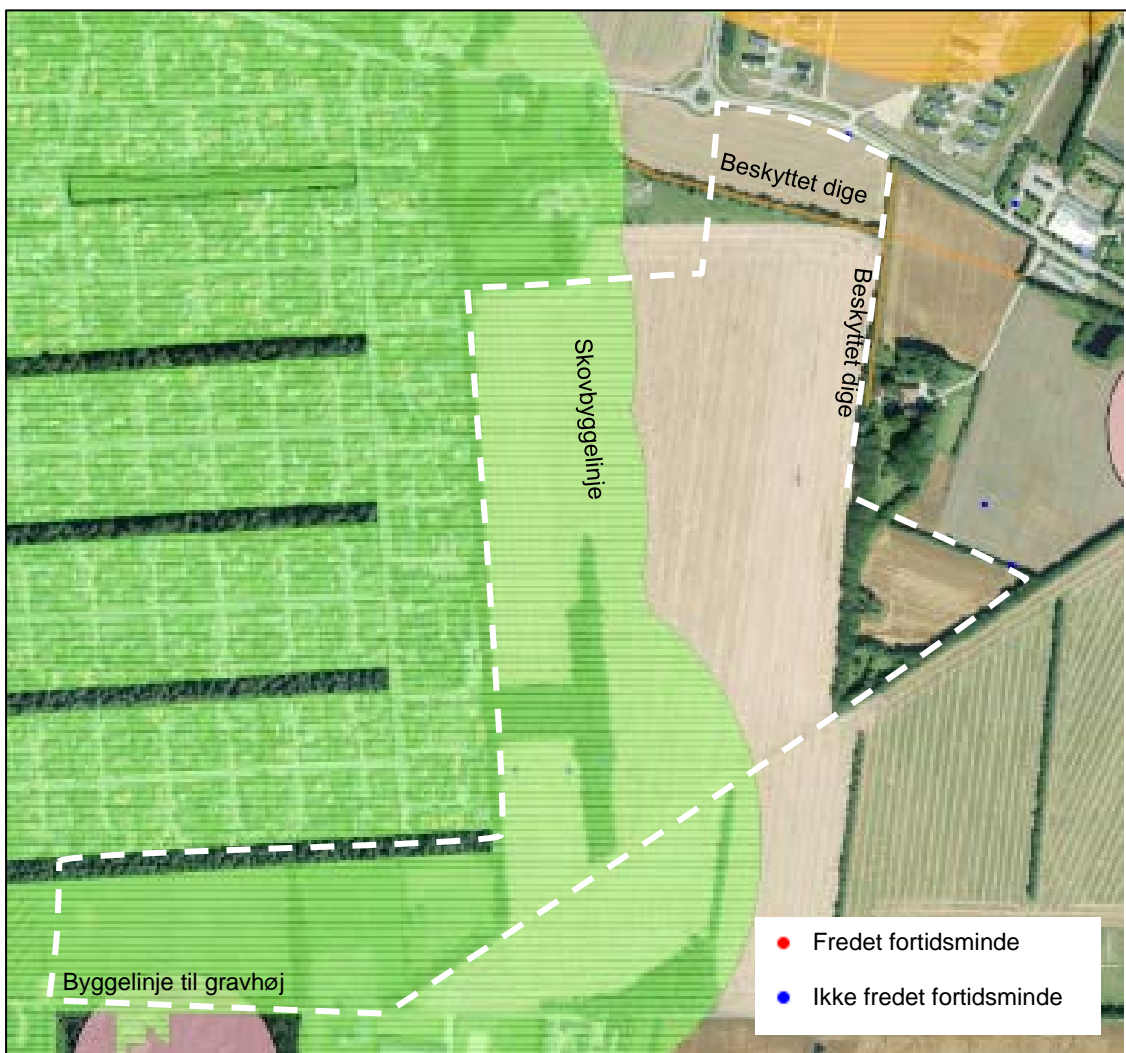 Beskyttet dige
Beskyttet dige
Skovbyggelinje
Byggelinje til gravhøj
Fredet fortidsminde
Ikke fredet fortidsminde